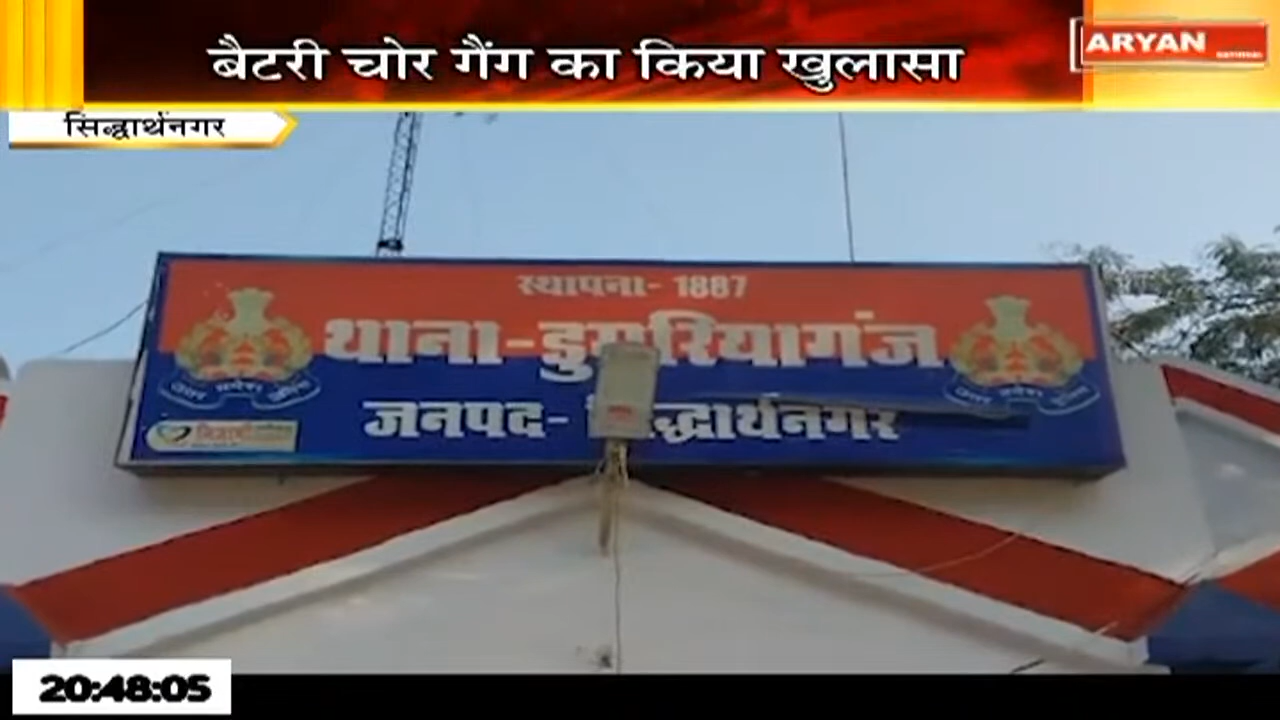 बैटरी चोर गैंग का किया खुलासा
ARYAN
सिद्धार्थनगर
स्थापना- 1887
थाना-डुमरियागंज
जनपद- सिद्धार्थनगर
20:48:05